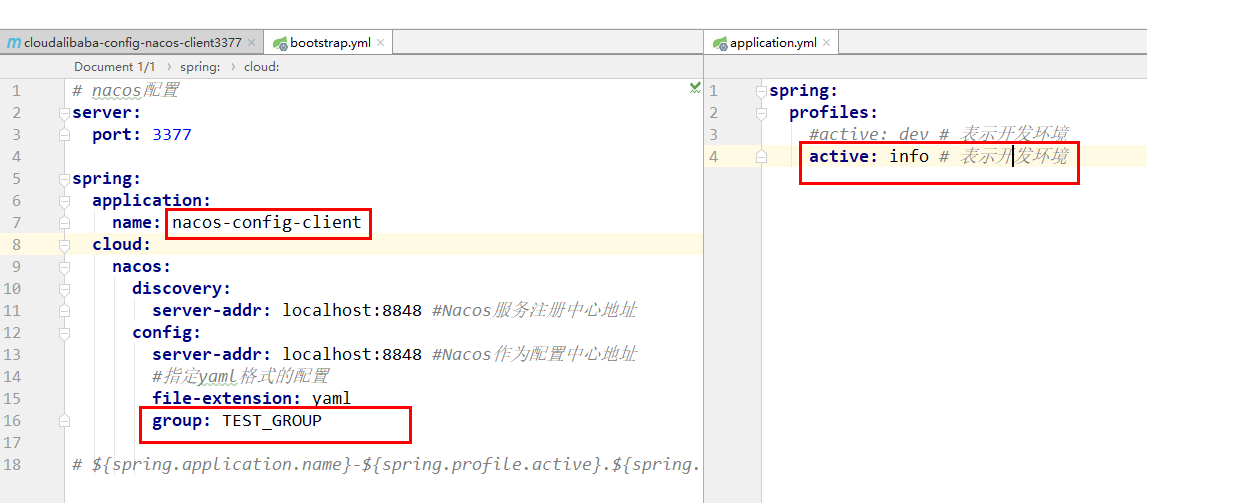 cloudalibaba-config-nacos-client3377
bootstrap.yml
Document 1/1 spring: cloud:
1 # nacos配置
2 server:
3 port: 3377
4
5 spring:
6 application:
7 name: nacos-config-client
8 cloud:
9 nacos:
10 discovery:
11 server-addr: localhost:8848 #Nacos服务注册中心地址
12 config:
13 server-addr: localhost:8848 #Nacos作为配置中心地址
14 #指定yaml格式的配置
15 file-extension: yaml
16 group: TEST_GROUP
17
18 # ${spring.application.name}-${spring.profile.active}.${spring.
application.yml
1 spring:
2 profiles:
3 #active: dev # 表示开发环境
4 active: info # 表示开发环境